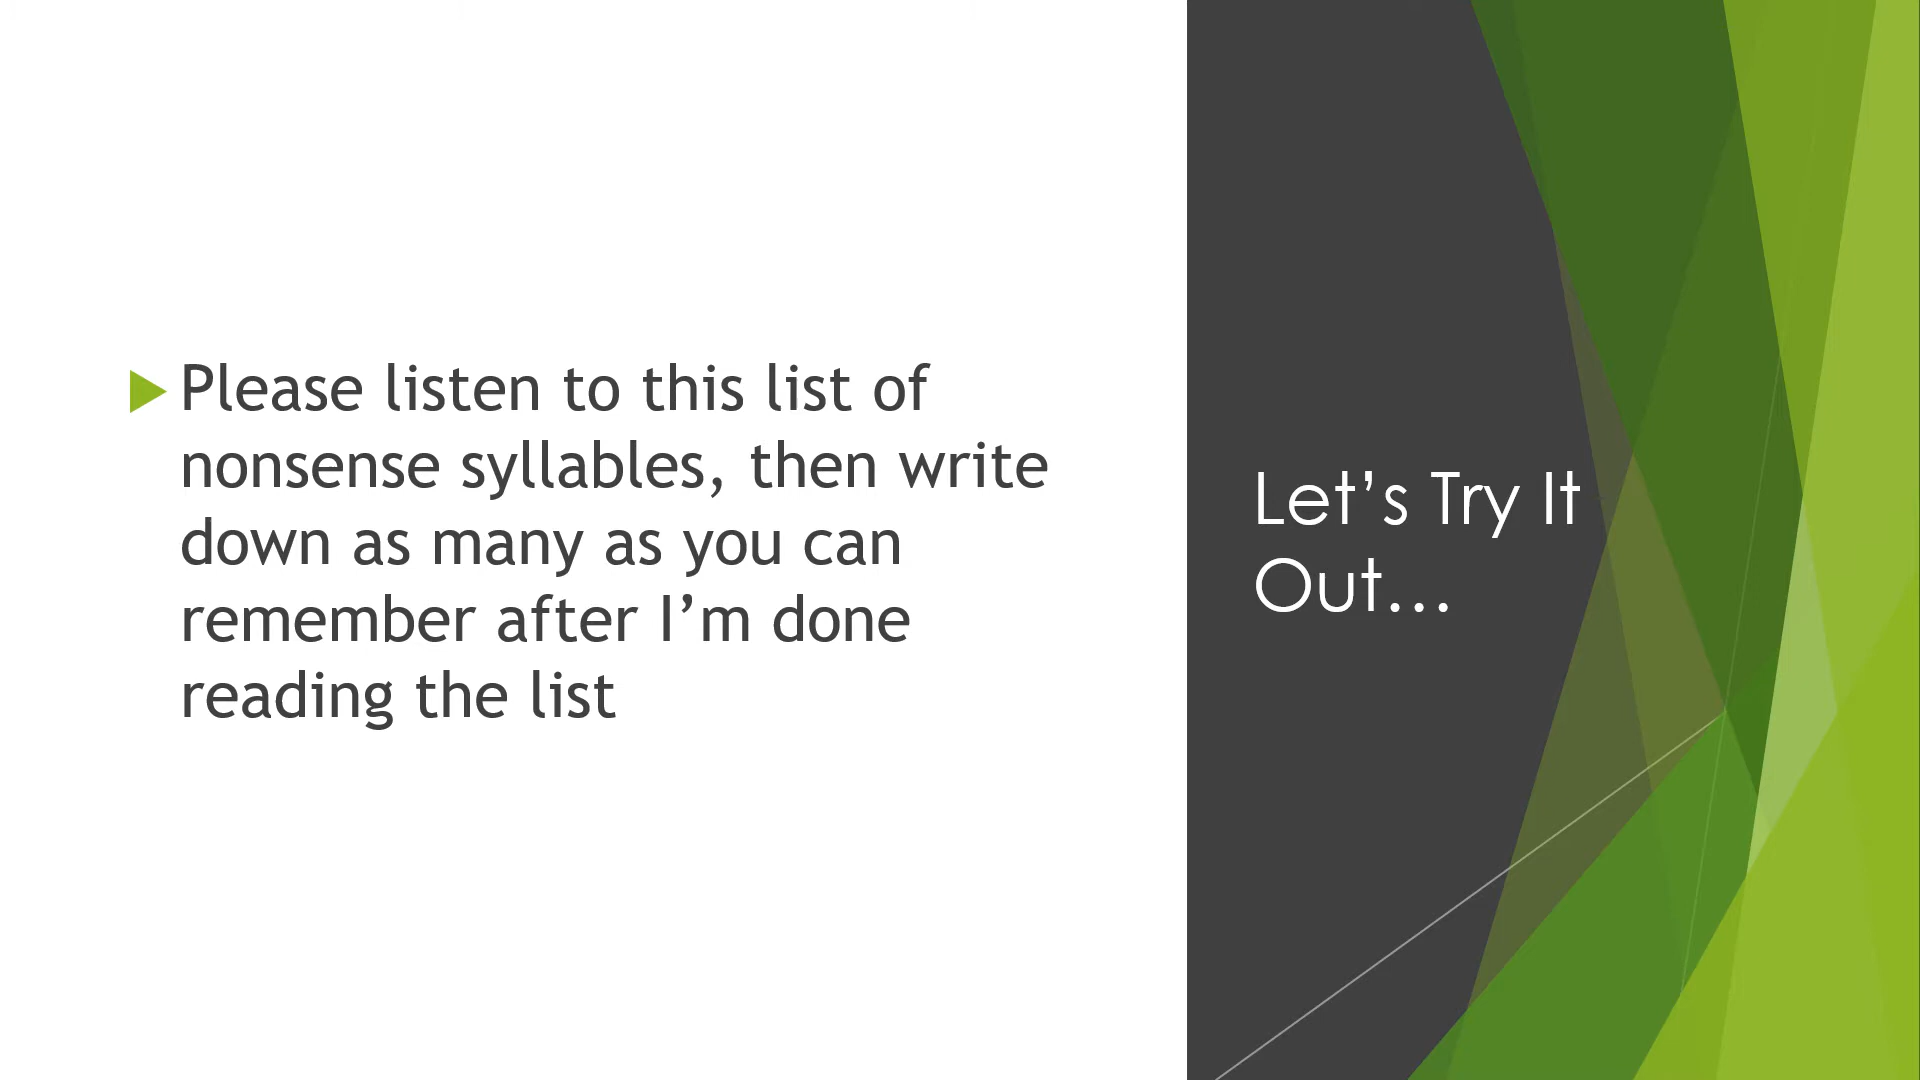 Please listen to this list of
nonsense syllables, then write
down as many as you can
remember after I’m done
reading the list
Let’s Try It
Out…